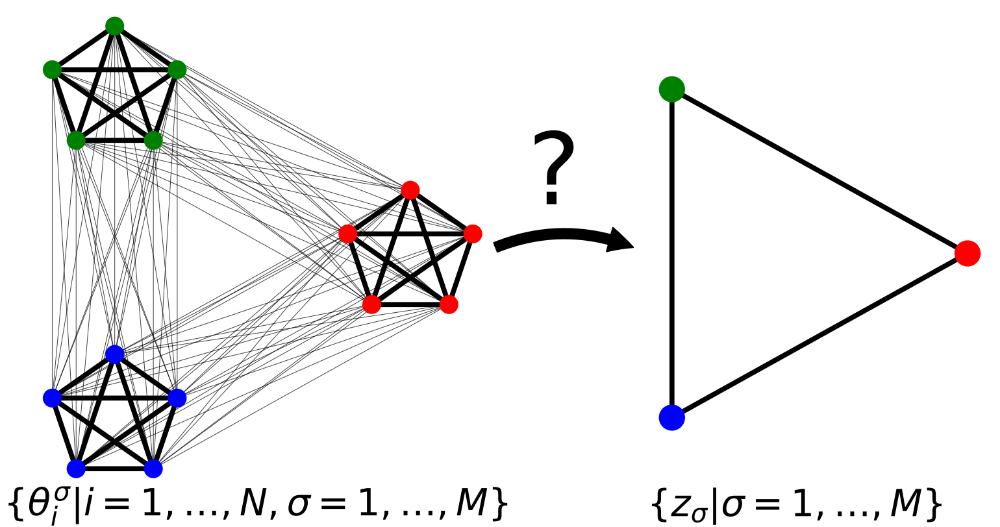 ?
{θ_i^σ|i = 1, ..., N, σ = 1, ..., M}
{z_σ|σ = 1, ..., M}